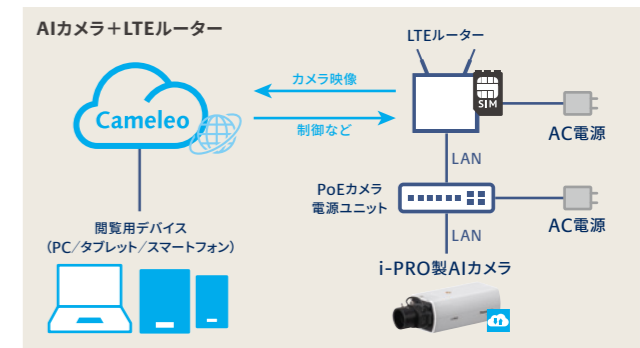 AIカメラ＋LTEルーター
LTEルーター
カメラ映像
Cameleo
SIM
制御など
AC電源
LAN
PoEカメラ
電源ユニット
AC電源
LAN
閲覧用デバイス
（PC／タブレット／スマートフォン）
i-PRO製AIカメラ